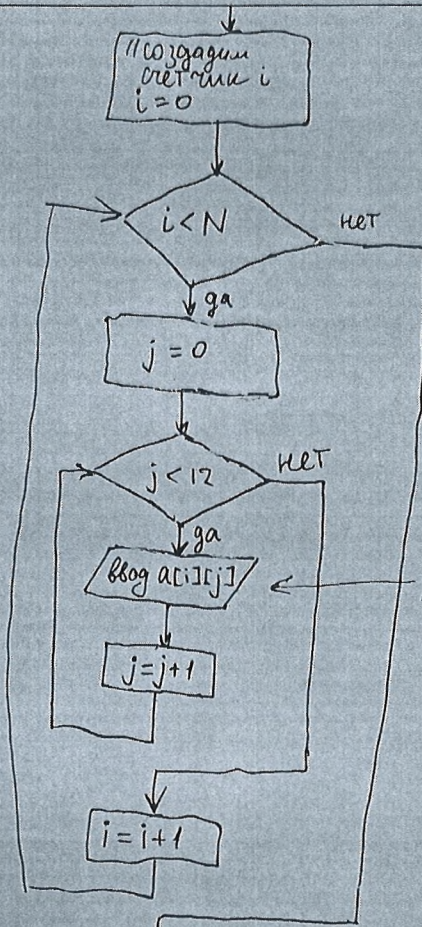 //создадим
счетчик i
i = 0
i < N
нет
да
j = 0
j < 12
нет
да
ввод a[i][j]
j = j + 1
i = i + 1